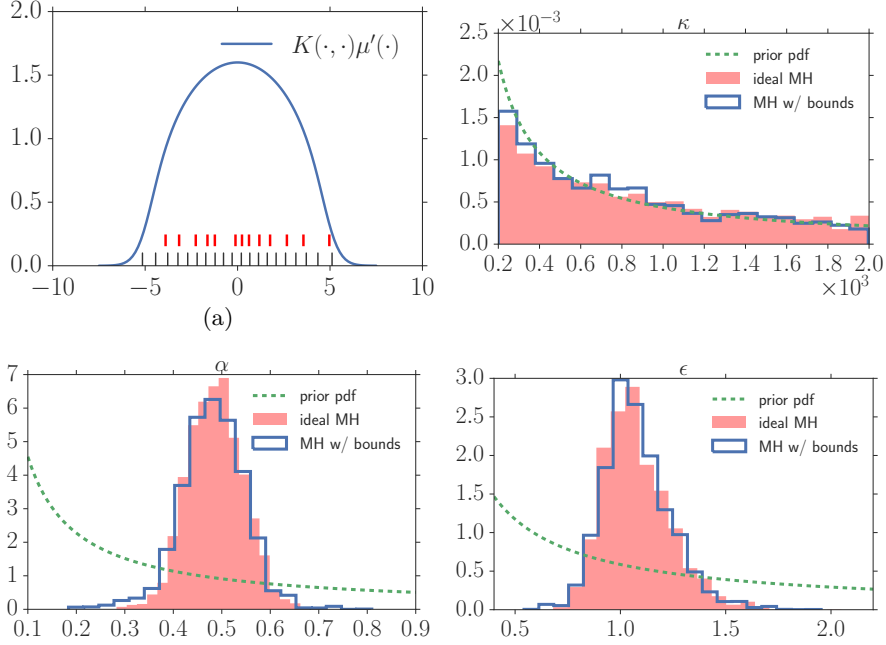 2.0
1.5
1.0
0.5
0.0
−10
−5
0
5
10
K(·, ·)μ′(·)
(a)
×10⁻³
κ
2.5
2.0
1.5
1.0
0.5
0.0
prior pdf
ideal MH
MH w/ bounds
0.2 0.4 0.6 0.8 1.0 1.2 1.4 1.6 1.8 2.0
×10³
α
7
6
5
4
3
2
1
0
prior pdf
ideal MH
MH w/ bounds
0.1 0.2 0.3 0.4 0.5 0.6 0.7 0.8 0.9
ϵ
3.0
2.5
2.0
1.5
1.0
0.5
0.0
prior pdf
ideal MH
MH w/ bounds
0.5 1.0 1.5 2.0